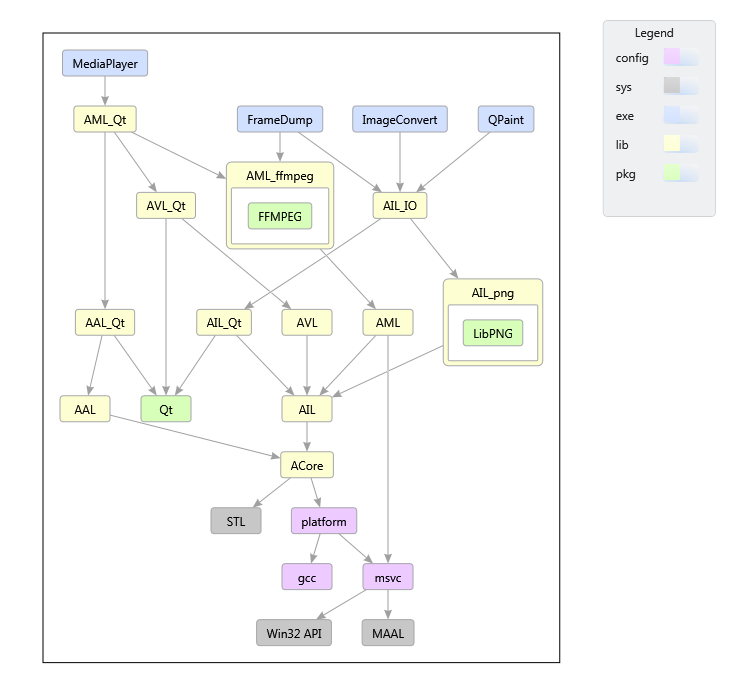 Legend
config
sys
exe
lib
pkg
MediaPlayer
AML_Qt
FrameDump
ImageConvert
QPaint
AML_ffmpeg
FFMPEG
AVL_Qt
AIL_IO
AIL_png
LibPNG
AAL_Qt
AIL_Qt
AVL
AML
AAL
Qt
AIL
ACore
STL
platform
gcc
msvc
Win32 API
MAAL